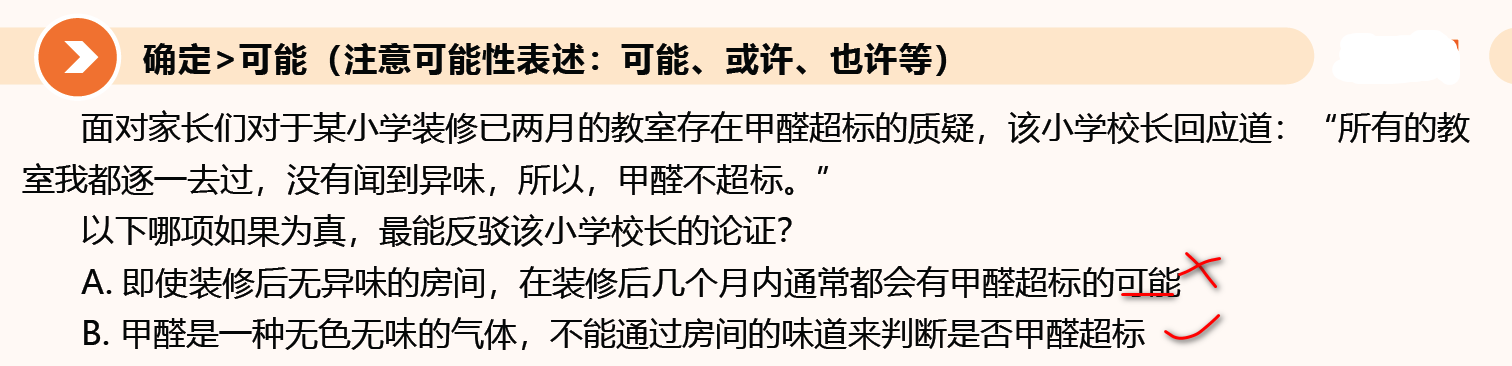 确定>可能（注意可能性表述：可能、或许、也许等）
面对家长们对于某小学装修已两月的教室存在甲醛超标的质疑，该小学校长回应道：“所有的教
室我都逐一去过，没有闻到异味，所以，甲醛不超标。”
以下哪项如果为真，最能反驳该小学校长的论证？
A. 即使装修后无异味的房间，在装修后几个月内通常都会有甲醛超标的可能
B. 甲醛是一种无色无味的气体，不能通过房间的味道来判断是否甲醛超标